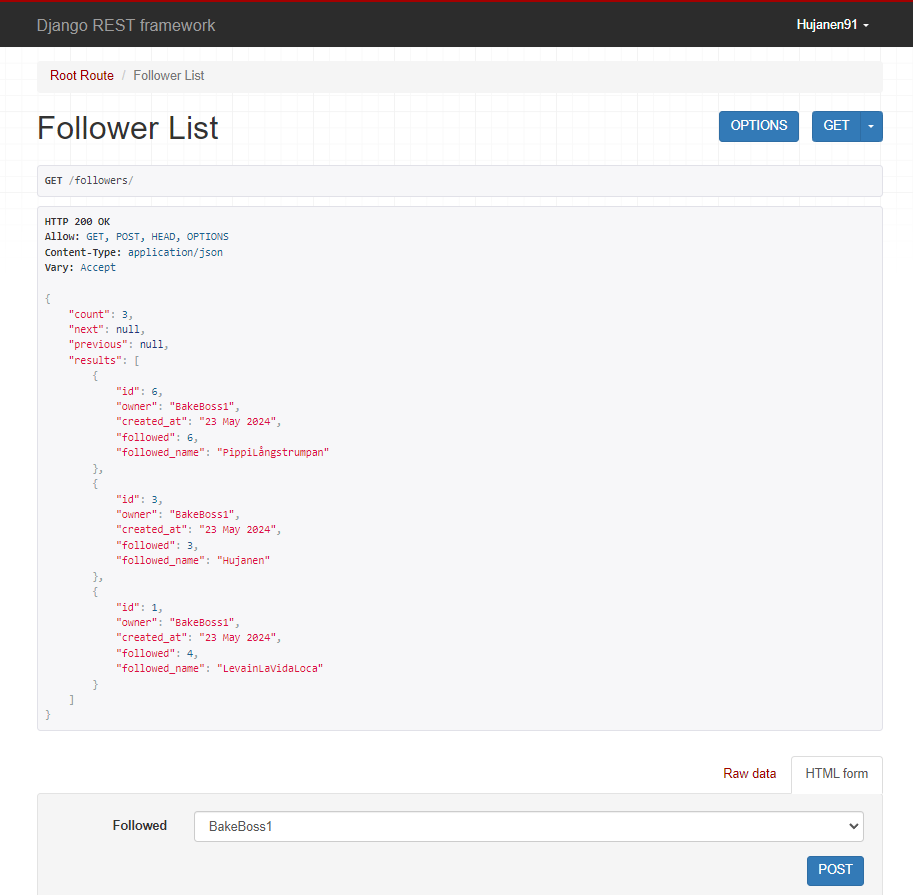 Django REST framework
Hujanen91
Root Route / Follower List
Follower List
OPTIONS
GET
GET /followers/
HTTP 200 OK
Allow: GET, POST, HEAD, OPTIONS
Content-Type: application/json
Vary: Accept
{
    "count": 3,
    "next": null,
    "previous": null,
    "results": [
        {
            "id": 6,
            "owner": "BakeBoss1",
            "created_at": "23 May 2024",
            "followed": 6,
            "followed_name": "PippiLångstrumpan"
        },
        {
            "id": 3,
            "owner": "BakeBoss1",
            "created_at": "23 May 2024",
            "followed": 3,
            "followed_name": "Hujanen"
        },
        {
            "id": 1,
            "owner": "BakeBoss1",
            "created_at": "23 May 2024",
            "followed": 4,
            "followed_name": "LevainLaVidaLoca"
        }
    ]
}
Raw data
HTML form
Followed
BakeBoss1
POST